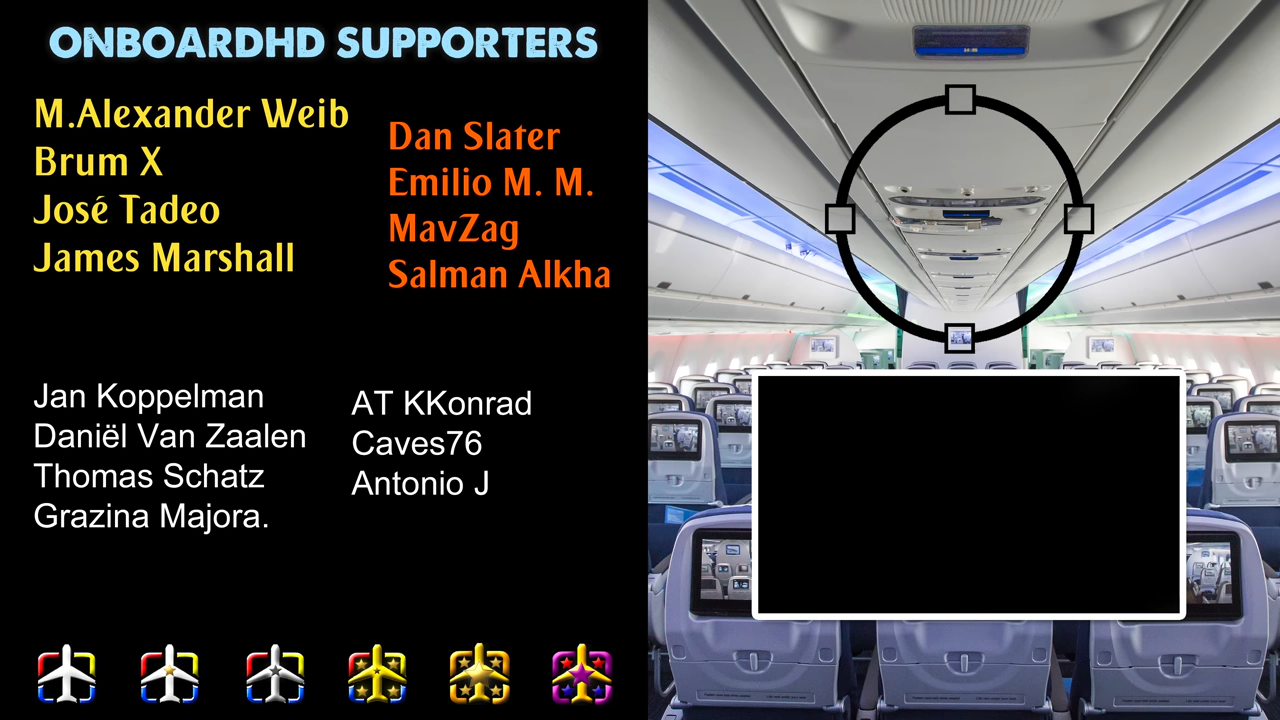 ONBOARDHD SUPPORTERS
M.Alexander Weib
Brum X
José Tadeo
James Marshall
Dan Slater
Emilio M. M.
MavZag
Salman Alkha
Jan Koppelman
Daniël Van Zaalen
Thomas Schatz
Grazina Majora.
AT KKonrad
Caves76
Antonio J